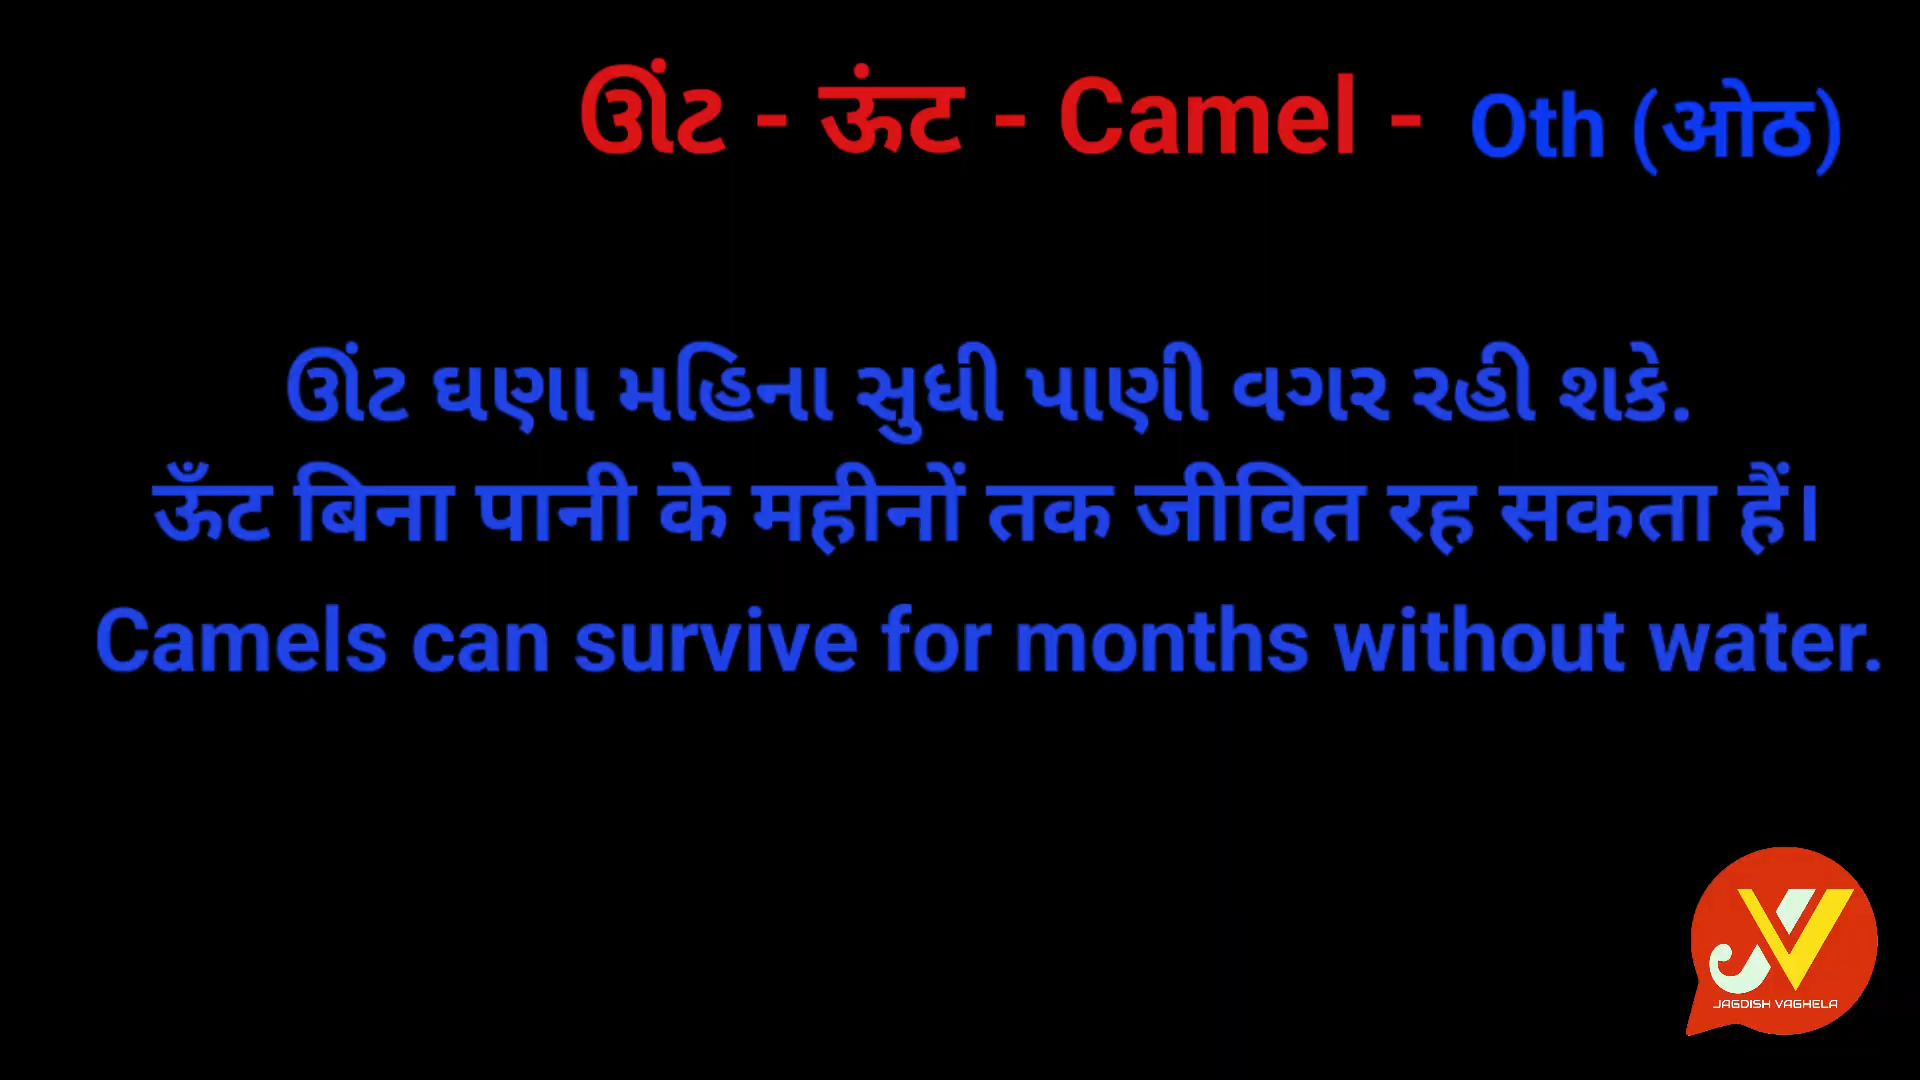 ઊંટ - ऊंट - Camel - Oth (ओठ)
ઊંટ ઘણા મહિના સુધી પાણી વગર રહી શકે.
ऊँट बिना पानी के महीनों तक जीवित रह सकता हैं।
Camels can survive for months without water.
JV
JAGDISH VAGHELA